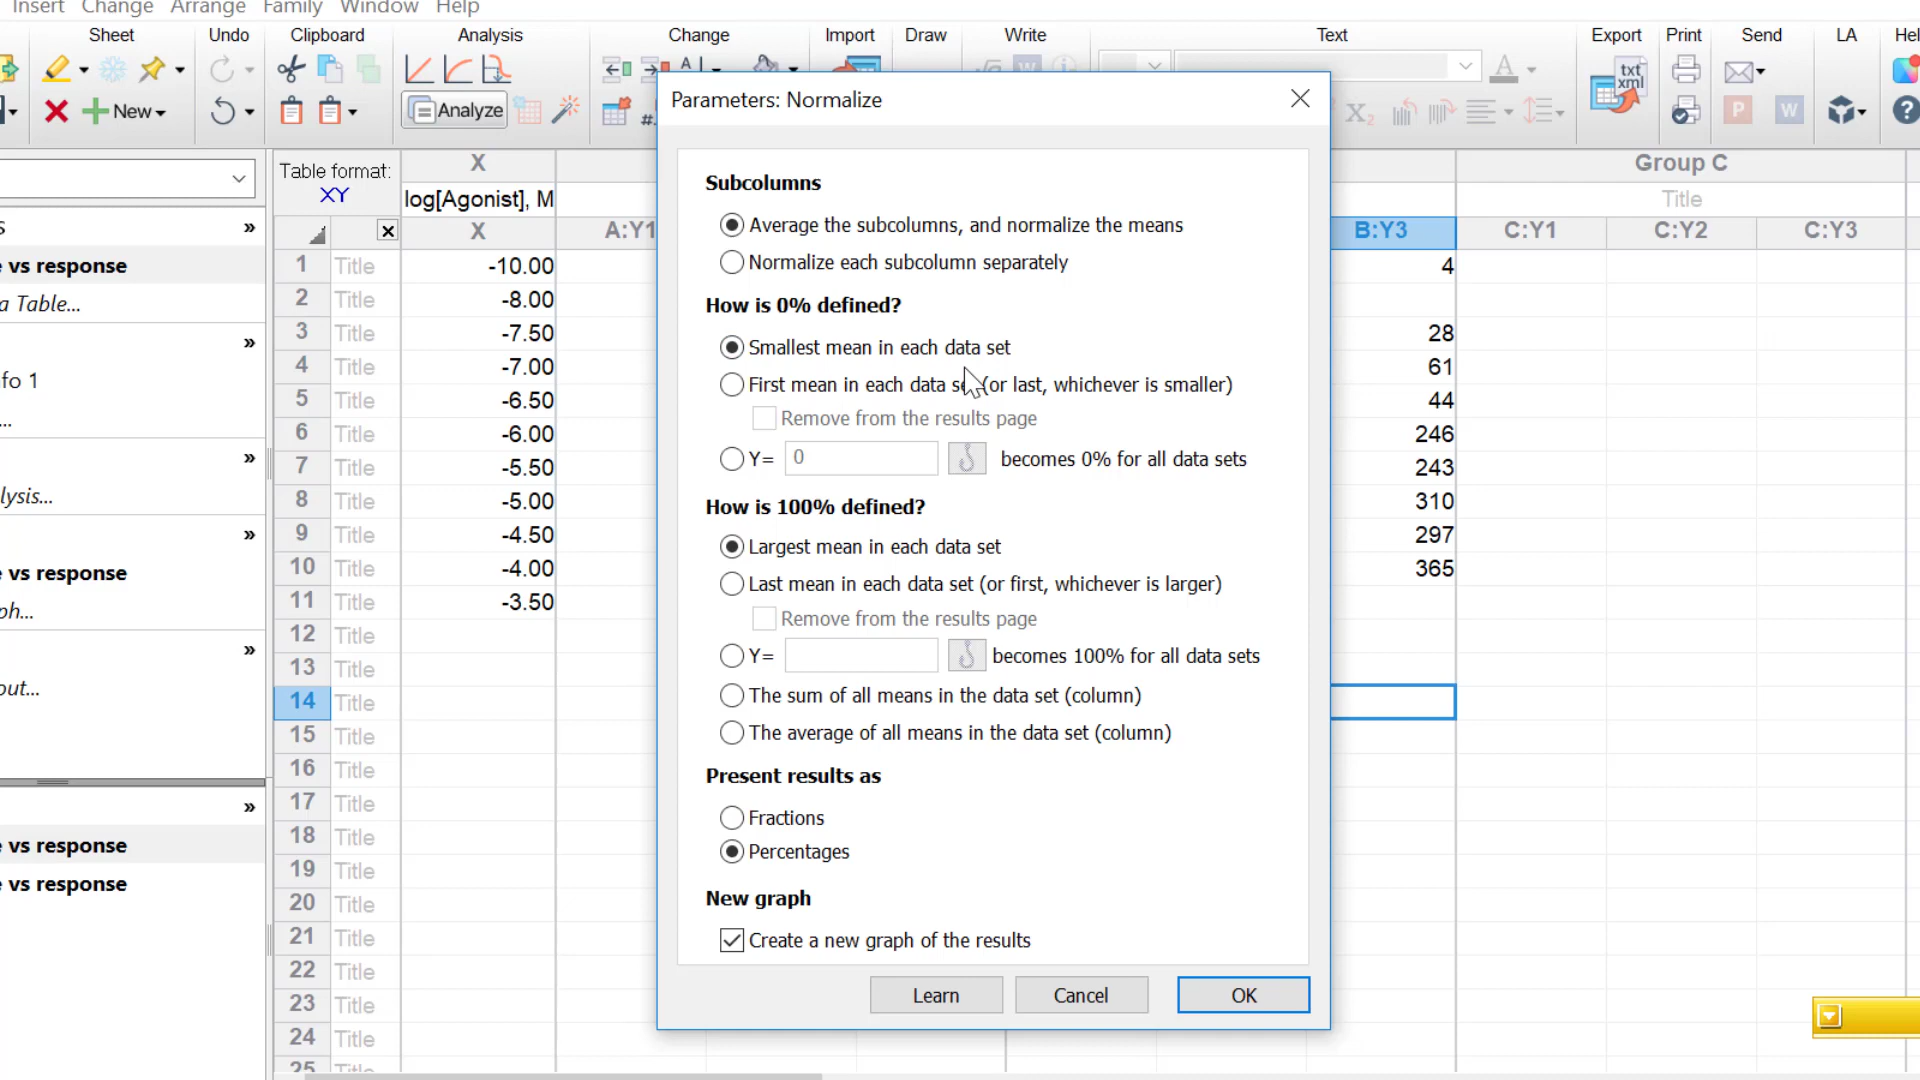 Insert Change Arrange Family Window Help
Sheet Undo Clipboard Analysis Change Import Draw Write Text Export Print Send LA Hel
New
Analyze
txt
xml
Parameters: Normalize
Subcolumns
Average the subcolumns, and normalize the means
Normalize each subcolumn separately
How is 0% defined?
Smallest mean in each data set
First mean in each data set (or last, whichever is smaller)
Remove from the results page
Y= 0 becomes 0% for all data sets
How is 100% defined?
Largest mean in each data set
Last mean in each data set (or first, whichever is larger)
Remove from the results page
Y= becomes 100% for all data sets
The sum of all means in the data set (column)
The average of all means in the data set (column)
Present results as
Fractions
Percentages
New graph
Create a new graph of the results
Learn Cancel OK
Table format:
XY
X
Group C
log[Agonist], M
Title
X A:Y1 B:Y3 C:Y1 C:Y2 C:Y3
1 Title -10.00 4
2 Title -8.00
3 Title -7.50 28
4 Title -7.00 61
5 Title -6.50 44
6 Title -6.00 246
7 Title -5.50 243
8 Title -5.00 310
9 Title -4.50 297
10 Title -4.00 365
11 Title -3.50
12 Title
13 Title
14 Title
15 Title
16 Title
17 Title
18 Title
19 Title
20 Title
21 Title
22 Title
23 Title
24 Title
25 Title
s
e vs response
a Table...
fo 1
...
lysis...
e vs response
ph...
out...
e vs response
e vs response